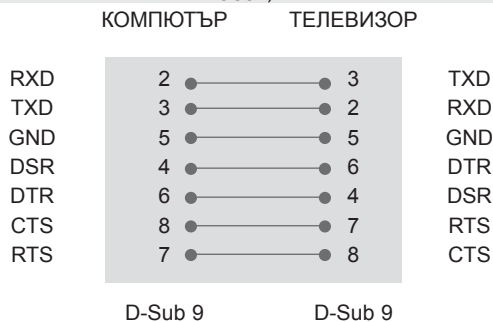 КОМПЮТЪР ТЕЛЕВИЗОР
RXD 2 3 TXD
TXD 3 2 RXD
GND 5 5 GND
DSR 4 6 DTR
DTR 6 4 DSR
CTS 8 7 RTS
RTS 7 8 CTS
D-Sub 9 D-Sub 9